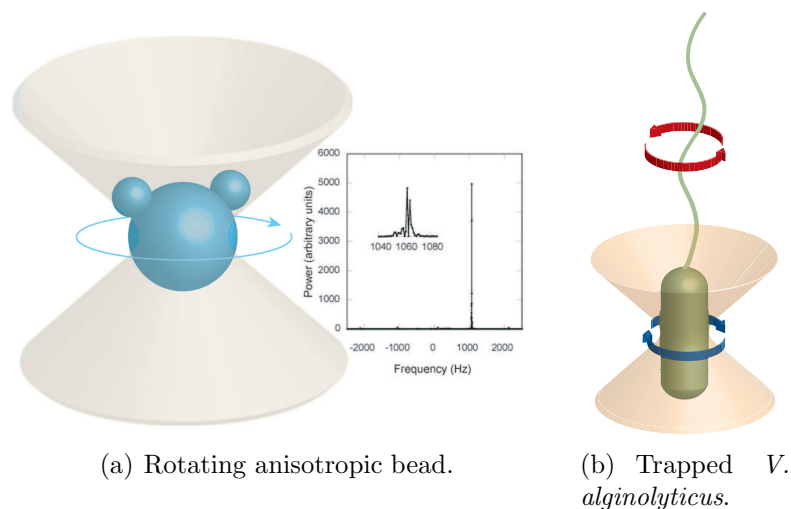 6000
5000
4000
3000
2000
1000
0
Power (arbitrary units)
1040 1060 1080
-2000 -1000 0 1000 2000
Frequency (Hz)
(a) Rotating anisotropic bead.
(b) Trapped V.
alginolyticus.